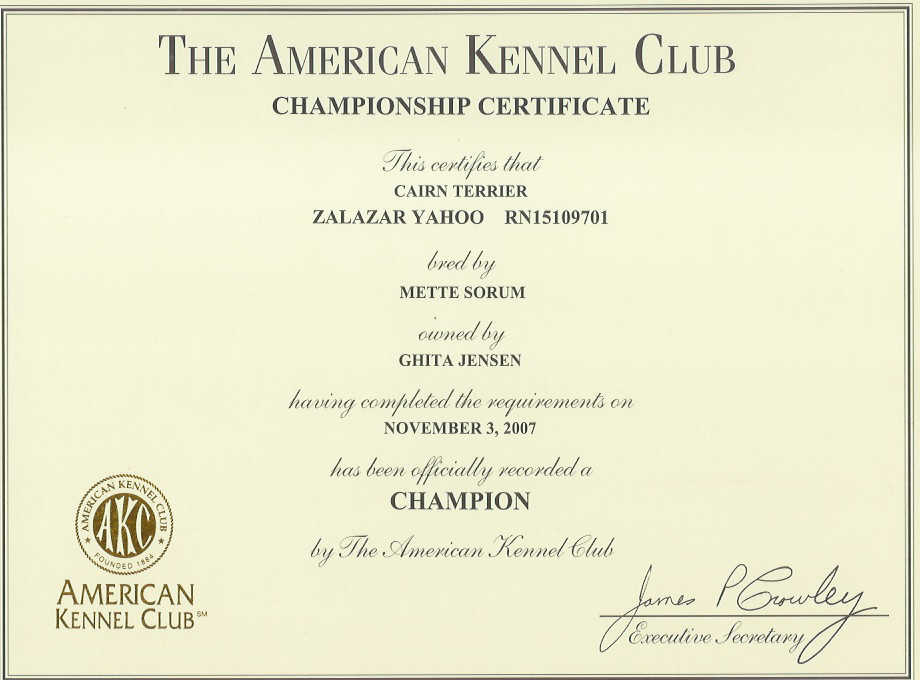 THE AMERICAN KENNEL CLUB
CHAMPIONSHIP CERTIFICATE
This certifies that
CAIRN TERRIER
ZALAZAR YAHOO RN15109701
bred by
METTE SORUM
owned by
GHITA JENSEN
having completed the requirements on
NOVEMBER 3, 2007
has been officially recorded a
CHAMPION
by The American Kennel Club
AMERICAN KENNEL CLUB
AKC
FOUNDED 1884
AMERICAN
KENNEL CLUB℠
James P Crowley
Executive Secretary